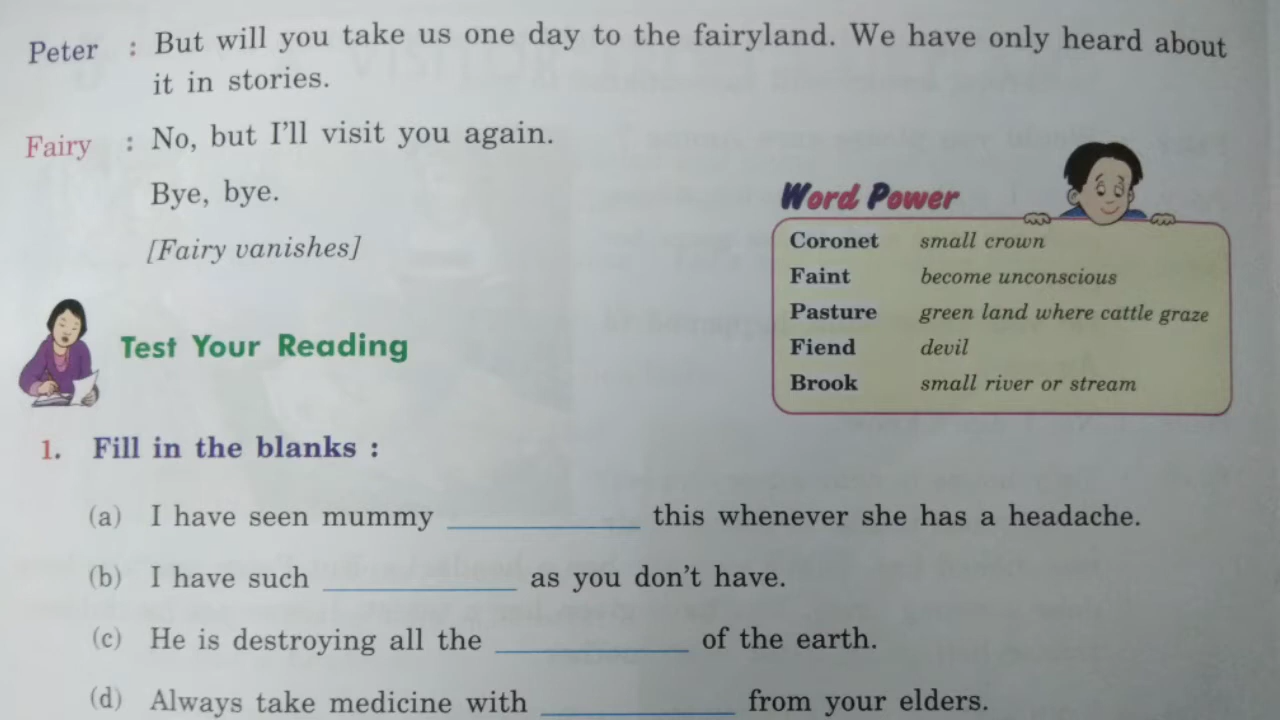 Peter : But will you take us one day to the fairyland. We have only heard about
it in stories.
Fairy : No, but I'll visit you again.
Bye, bye.
[Fairy vanishes]
Word Power
Coronet small crown
Faint become unconscious
Pasture green land where cattle graze
Fiend devil
Brook small river or stream
Test Your Reading
1. Fill in the blanks :
(a) I have seen mummy __________ this whenever she has a headache.
(b) I have such __________ as you don't have.
(c) He is destroying all the __________ of the earth.
(d) Always take medicine with __________ from your elders.